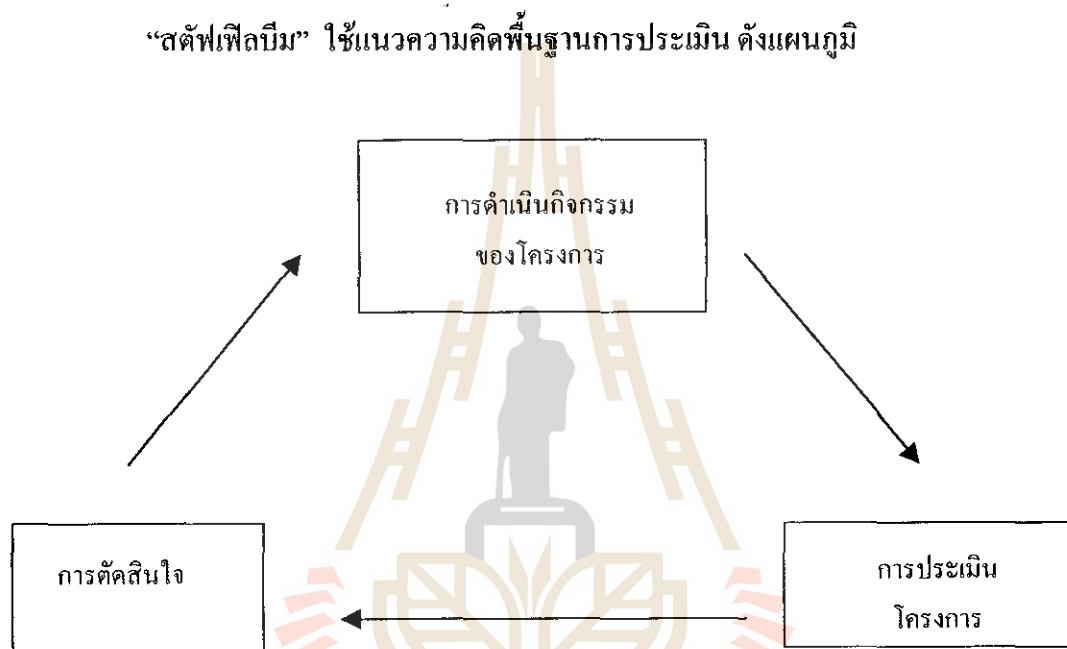 “สตัฟเฟิลบีม” ใช้แนวความคิดพื้นฐานการประเมิน ดังแผนภูมิ
การดำเนินกิจกรรม
ของโครงการ
การตัดสินใจ
การประเมิน
โครงการ